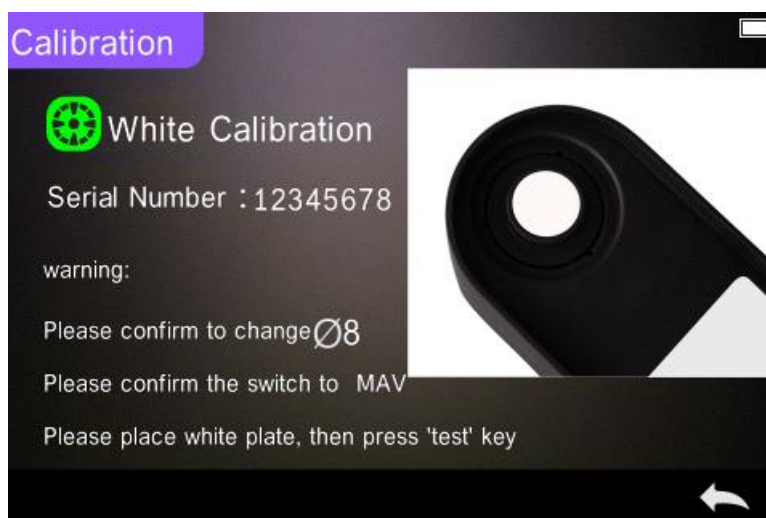 Calibration
White Calibration
Serial Number :12345678
warning:
Please confirm to change∅8
Please confirm the switch to MAV
Please place white plate, then press 'test' key